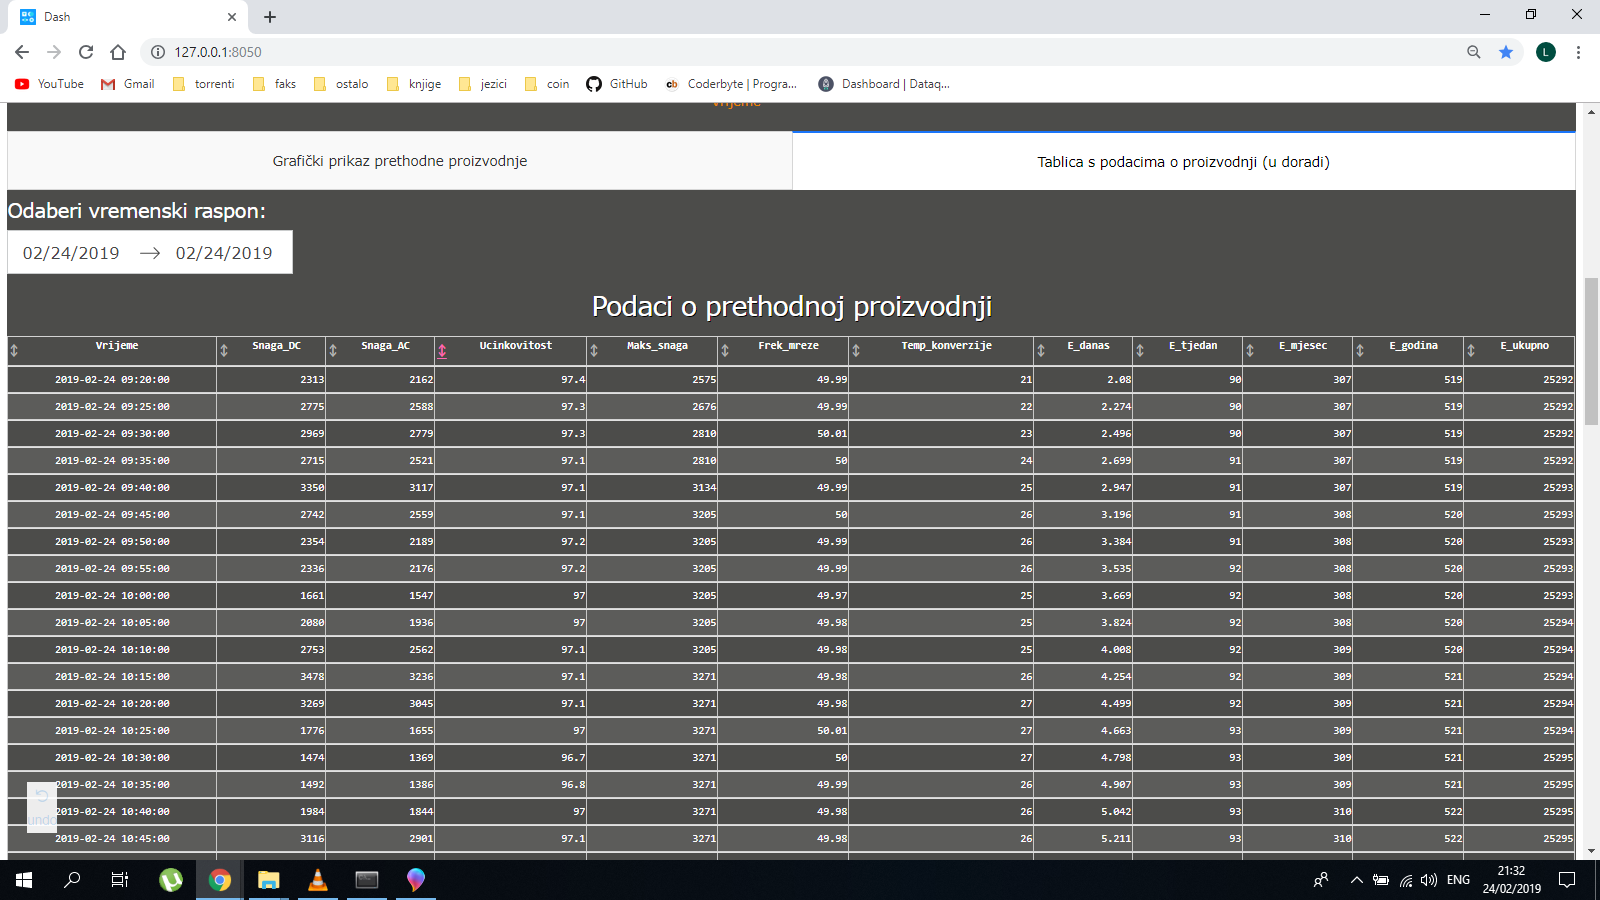 Dash
127.0.0.1:8050
L
YouTube Gmail torrenti faks ostalo knjige jezici coin GitHub cb Coderbyte | Progra... Dashboard | Dataq...
Vrijeme
Grafički prikaz prethodne proizvodnje
Tablica s podacima o proizvodnji (u doradi)
Odaberi vremenski raspon:
02/24/2019 → 02/24/2019
Podaci o prethodnoj proizvodnji
Vrijeme Snaga_DC Snaga_AC Ucinkovitost Maks_snaga Frek_mreze Temp_konverzije E_danas E_tjedan E_mjesec E_godina E_ukupno
2019-02-24 09:20:00 2313 2162 97.4 2575 49.99 21 2.08 90 307 519 25292
2019-02-24 09:25:00 2775 2588 97.3 2676 49.99 22 2.274 90 307 519 25292
2019-02-24 09:30:00 2969 2779 97.3 2810 50.01 23 2.496 90 307 519 25292
2019-02-24 09:35:00 2715 2521 97.1 2810 50 24 2.699 91 307 519 25292
2019-02-24 09:40:00 3350 3117 97.1 3134 49.99 25 2.947 91 307 519 25293
2019-02-24 09:45:00 2742 2559 97.1 3205 50 26 3.196 91 308 520 25293
2019-02-24 09:50:00 2354 2189 97.2 3205 49.99 26 3.384 91 308 520 25293
2019-02-24 09:55:00 2336 2176 97.2 3205 49.99 26 3.535 92 308 520 25293
2019-02-24 10:00:00 1661 1547 97 3205 49.97 25 3.669 92 308 520 25293
2019-02-24 10:05:00 2080 1936 97 3205 49.98 25 3.824 92 308 520 25294
2019-02-24 10:10:00 2753 2562 97.1 3205 49.98 25 4.008 92 309 520 25294
2019-02-24 10:15:00 3478 3236 97.1 3271 49.98 26 4.254 92 309 521 25294
2019-02-24 10:20:00 3269 3045 97.1 3271 49.98 27 4.499 92 309 521 25294
2019-02-24 10:25:00 1776 1655 97 3271 50.01 27 4.663 93 309 521 25294
2019-02-24 10:30:00 1474 1369 96.7 3271 50 27 4.798 93 309 521 25295
2019-02-24 10:35:00 1492 1386 96.8 3271 49.99 26 4.907 93 309 521 25295
2019-02-24 10:40:00 1984 1844 97 3271 49.98 26 5.042 93 310 522 25295
2019-02-24 10:45:00 3116 2901 97.1 3271 49.98 26 5.211 93 310 522 25295
undo
ENG
21:32
24/02/2019